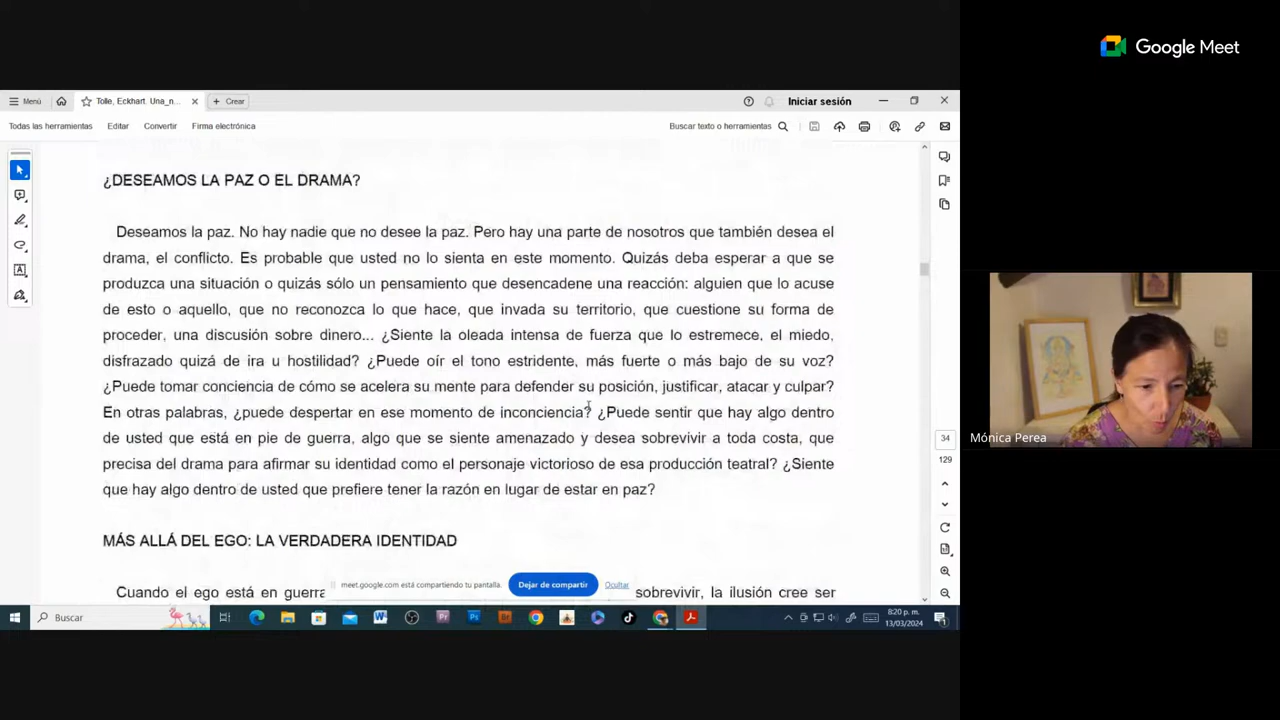 Google Meet
Tolle, Eckhart. Una_n...
Crear
Menú
Iniciar sesión
Todas las herramientas
Editar
Convertir
Firma electrónica
Buscar texto o herramientas
¿DESEAMOS LA PAZ O EL DRAMA?
Deseamos la paz. No hay nadie que no desee la paz. Pero hay una parte de nosotros que también desea el
drama, el conflicto. Es probable que usted no lo sienta en este momento. Quizás deba esperar a que se
produzca una situación o quizás sólo un pensamiento que desencadene una reacción: alguien que lo acuse
de esto o aquello, que no reconozca lo que hace, que invada su territorio, que cuestione su forma de
proceder, una discusión sobre dinero... ¿Siente la oleada intensa de fuerza que lo estremece, el miedo,
disfrazado quizá de ira u hostilidad? ¿Puede oír el tono estridente, más fuerte o más bajo de su voz?
¿Puede tomar conciencia de cómo se acelera su mente para defender su posición, justificar, atacar y culpar?
En otras palabras, ¿puede despertar en ese momento de inconciencia? ¿Puede sentir que hay algo dentro
de usted que está en pie de guerra, algo que se siente amenazado y desea sobrevivir a toda costa, que
precisa del drama para afirmar su identidad como el personaje victorioso de esa producción teatral? ¿Siente
que hay algo dentro de usted que prefiere tener la razón en lugar de estar en paz?
MÁS ALLÁ DEL EGO: LA VERDADERA IDENTIDAD
Cuando el ego está en guerra sobrevivir, la ilusión cree ser
meet.google.com está compartiendo tu pantalla.
Dejar de compartir
Ocultar
34
129
Mónica Perea
Buscar
8:20 p. m.
13/03/2024